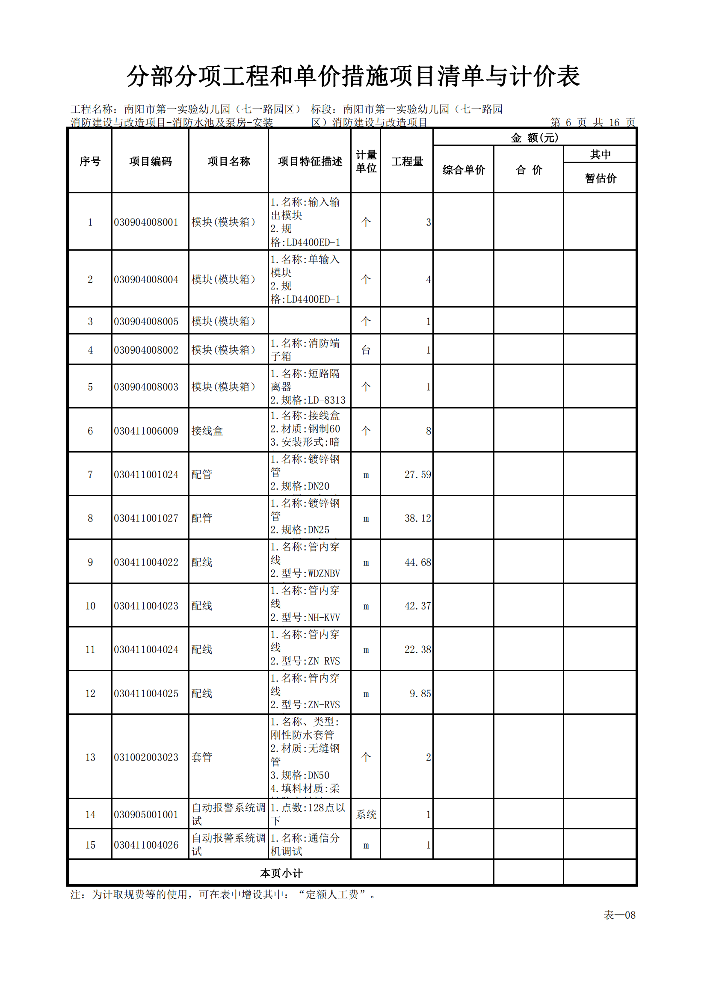 分部分项工程和单价措施项目清单与计价表
工程名称：南阳市第一实验幼儿园（七一路园区） 标段：南阳市第一实验幼儿园（七一路园
消防建设与改造项目-消防水池及泵房-安装 区）消防建设与改造项目 第 6 页 共 16 页
序号 项目编码 项目名称 项目特征描述 计量单位 工程量 金 额(元)
综合单价 合 价 其中
暂估价
1 030904008001 模块(模块箱） 1.名称:输入输
出模块
2.规
格:LD4400ED-1 个 3
2 030904008004 模块(模块箱） 1.名称:单输入
模块
2.规
格:LD4400ED-1 个 4
3 030904008005 模块(模块箱） 个 1
4 030904008002 模块(模块箱） 1.名称:消防端
子箱 台 1
5 030904008003 模块(模块箱） 1.名称:短路隔
离器
2.规格:LD-8313 个 1
6 030411006009 接线盒 1.名称:接线盒
2.材质:钢制60
3.安装形式:暗 个 8
7 030411001024 配管 1.名称:镀锌钢
管
2.规格:DN20 m 27.59
8 030411001027 配管 1.名称:镀锌钢
管
2.规格:DN25 m 38.12
9 030411004022 配线 1.名称:管内穿
线
2.型号:WDZNBV m 44.68
10 030411004023 配线 1.名称:管内穿
线
2.型号:NH-KVV m 42.37
11 030411004024 配线 1.名称:管内穿
线
2.型号:ZN-RVS m 22.38
12 030411004025 配线 1.名称:管内穿
线
2.型号:ZN-RVS m 9.85
13 031002003023 套管 1.名称、类型:
刚性防水套管
2.材质:无缝钢
管
3.规格:DN50
4.填料材质:柔 个 2
14 030905001001 自动报警系统调
试 1.点数:128点以
下 系统 1
15 030411004026 自动报警系统调
试 1.名称:通信分
机调试 m 1
本页小计
注：为计取规费等的使用，可在表中增设其中：“定额人工费”。
表—08